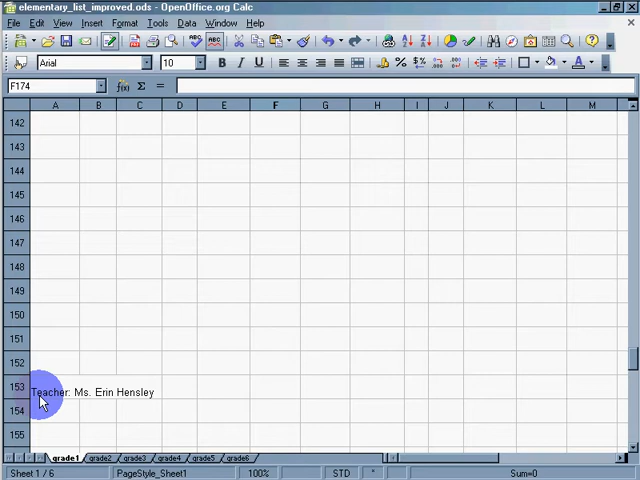 elementary_list_improved.ods - OpenOffice.org Calc
File Edit View Insert Format Tools Data Window Help
Arial 10 B I U
F174 f(x) Σ =
A B C D E F G H I J K L M
142
143
144
145
146
147
148
149
150
151
152
153 Teacher: Ms. Erin Hensley
154
155
grade1 grade2 grade3 grade4 grade5 grade6
Sheet 1 / 6 PageStyle_Sheet1 100% STD * Sum=0